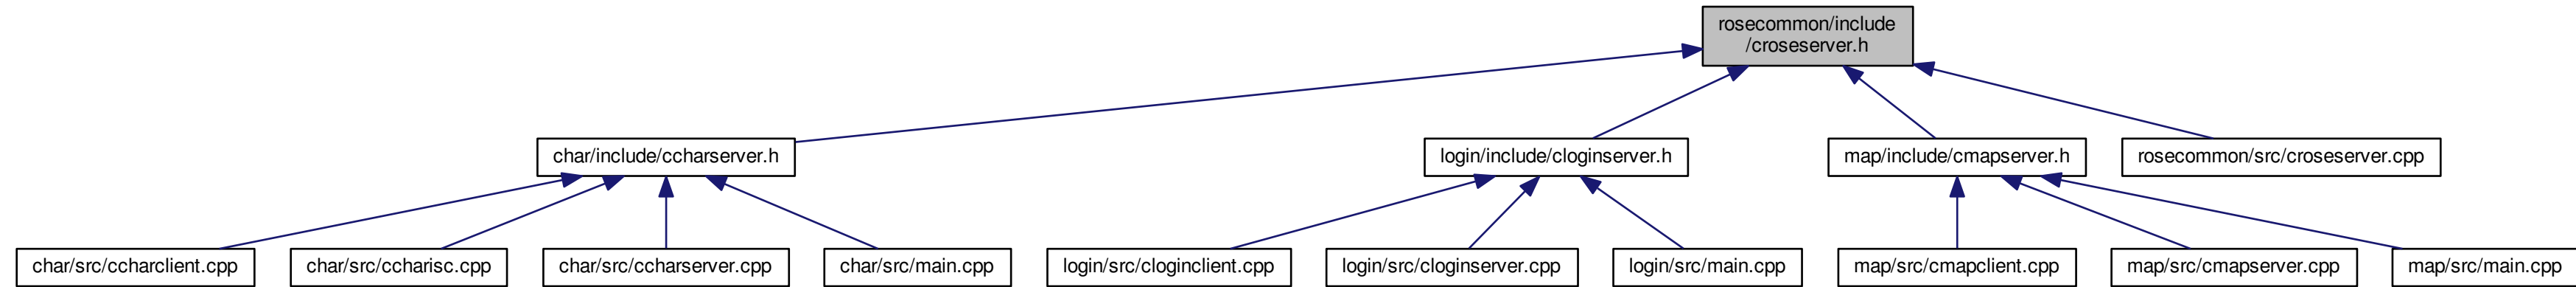 rosecommon/include
/croseserver.h
char/include/ccharserver.h
login/include/cloginserver.h
map/include/cmapserver.h
rosecommon/src/croseserver.cpp
char/src/ccharclient.cpp
char/src/ccharisc.cpp
char/src/ccharserver.cpp
char/src/main.cpp
login/src/cloginclient.cpp
login/src/cloginserver.cpp
login/src/main.cpp
map/src/cmapclient.cpp
map/src/cmapserver.cpp
map/src/main.cpp